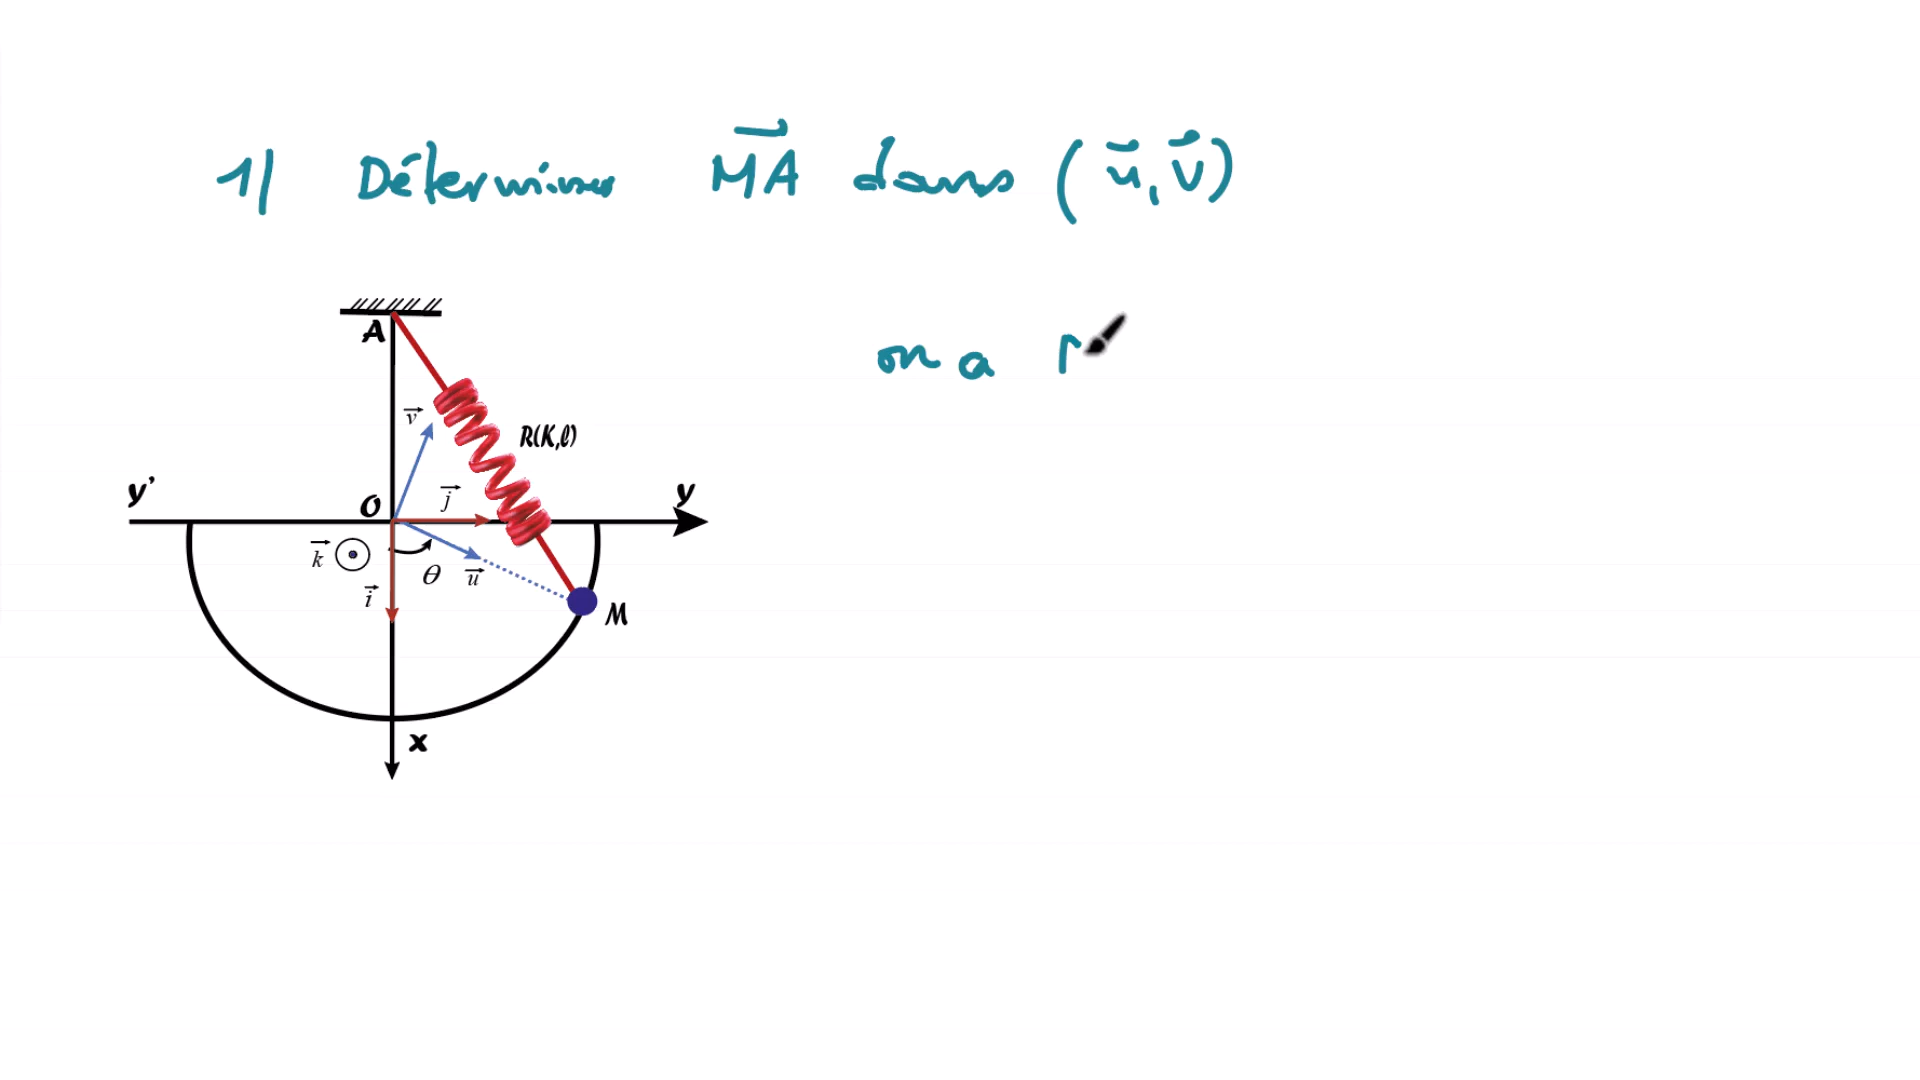 1) Déterminer MA⃗ dans (u⃗, v⃗)
on a
A
v⃗
R(K,l)
y'
O
j⃗
y
k⃗
θ
u⃗
i⃗
M
x